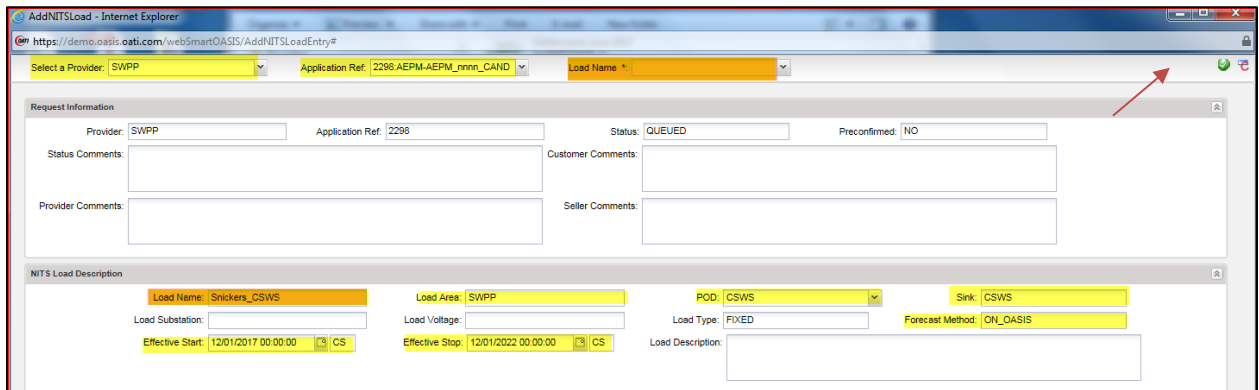 AddNITSLoad - Internet Explorer
https://demo.oasis.oati.com/webSmartOASIS/AddNITSLoadEntry#
Select a Provider: SWPP Application Ref: 2298:AEPM-AEPM_nnnn_CAND Load Name *:
Request Information
Provider: SWPP Application Ref: 2298 Status: QUEUED Preconfirmed: NO
Status Comments: Customer Comments:
Provider Comments: Seller Comments:
NITS Load Description
Load Name: Snickers_CSWS Load Area: SWPP POD: CSWS Sink: CSWS
Load Substation: Load Voltage: Load Type: FIXED Forecast Method: ON_OASIS
Effective Start: 12/01/2017 00:00:00 CS Effective Stop: 12/01/2022 00:00:00 CS Load Description: